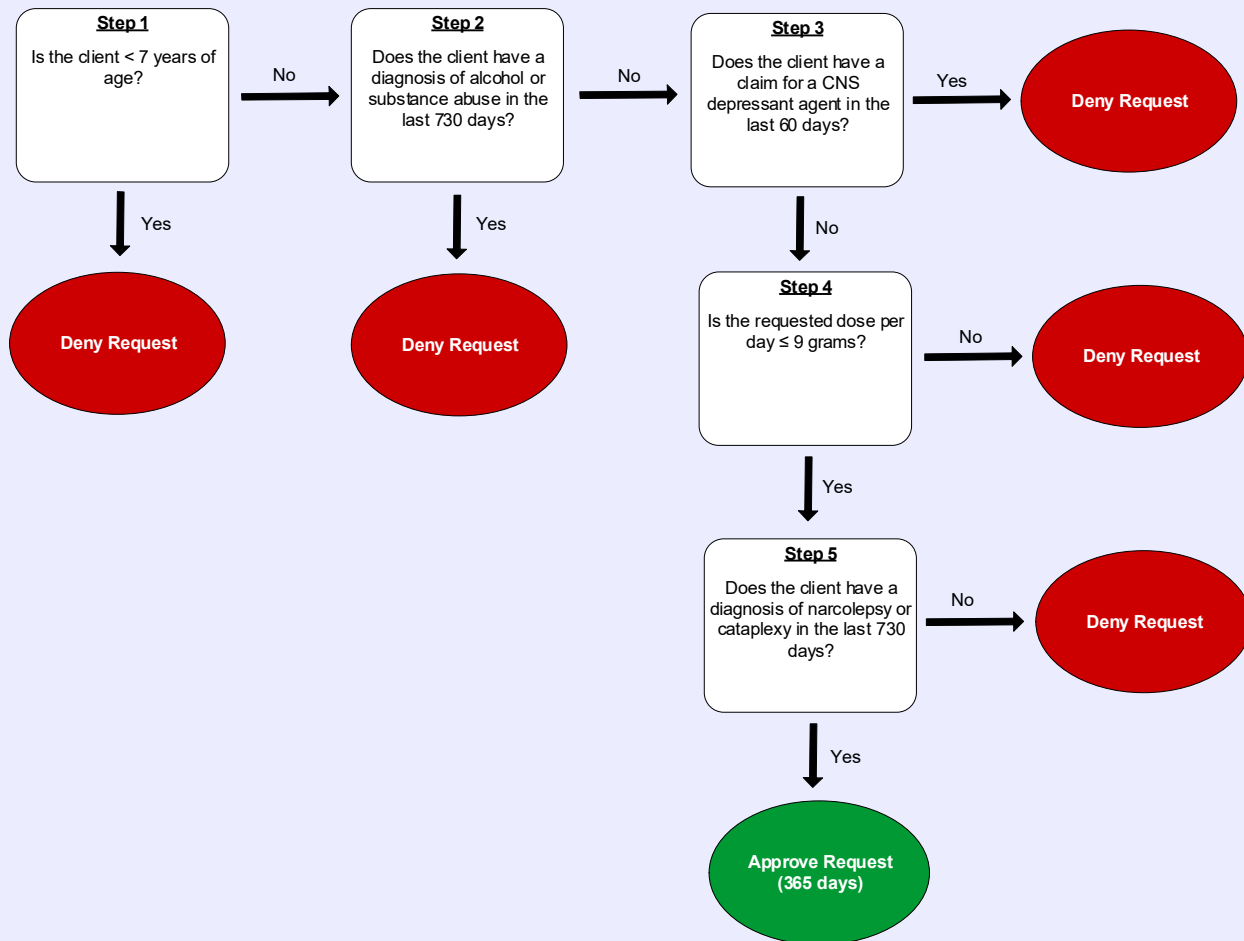 Step 1
Is the client < 7 years of
age?
No
Yes
Deny Request
Step 2
Does the client have a
diagnosis of alcohol or
substance abuse in the
last 730 days?
No
Yes
Deny Request
Step 3
Does the client have a
claim for a CNS
depressant agent in the
last 60 days?
Yes
Deny Request
No
Step 4
Is the requested dose per
day ≤ 9 grams?
No
Deny Request
Yes
Step 5
Does the client have a
diagnosis of narcolepsy or
cataplexy in the last 730
days?
No
Deny Request
Yes
Approve Request
(365 days)